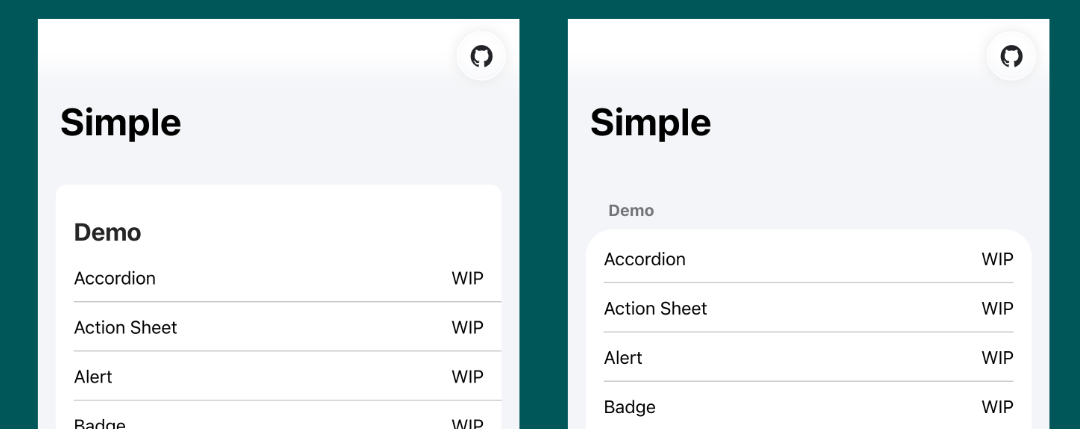 Simple
Demo
Accordion WIP
Action Sheet WIP
Alert WIP
Badge WIP
Simple
Demo
Accordion WIP
Action Sheet WIP
Alert WIP
Badge WIP